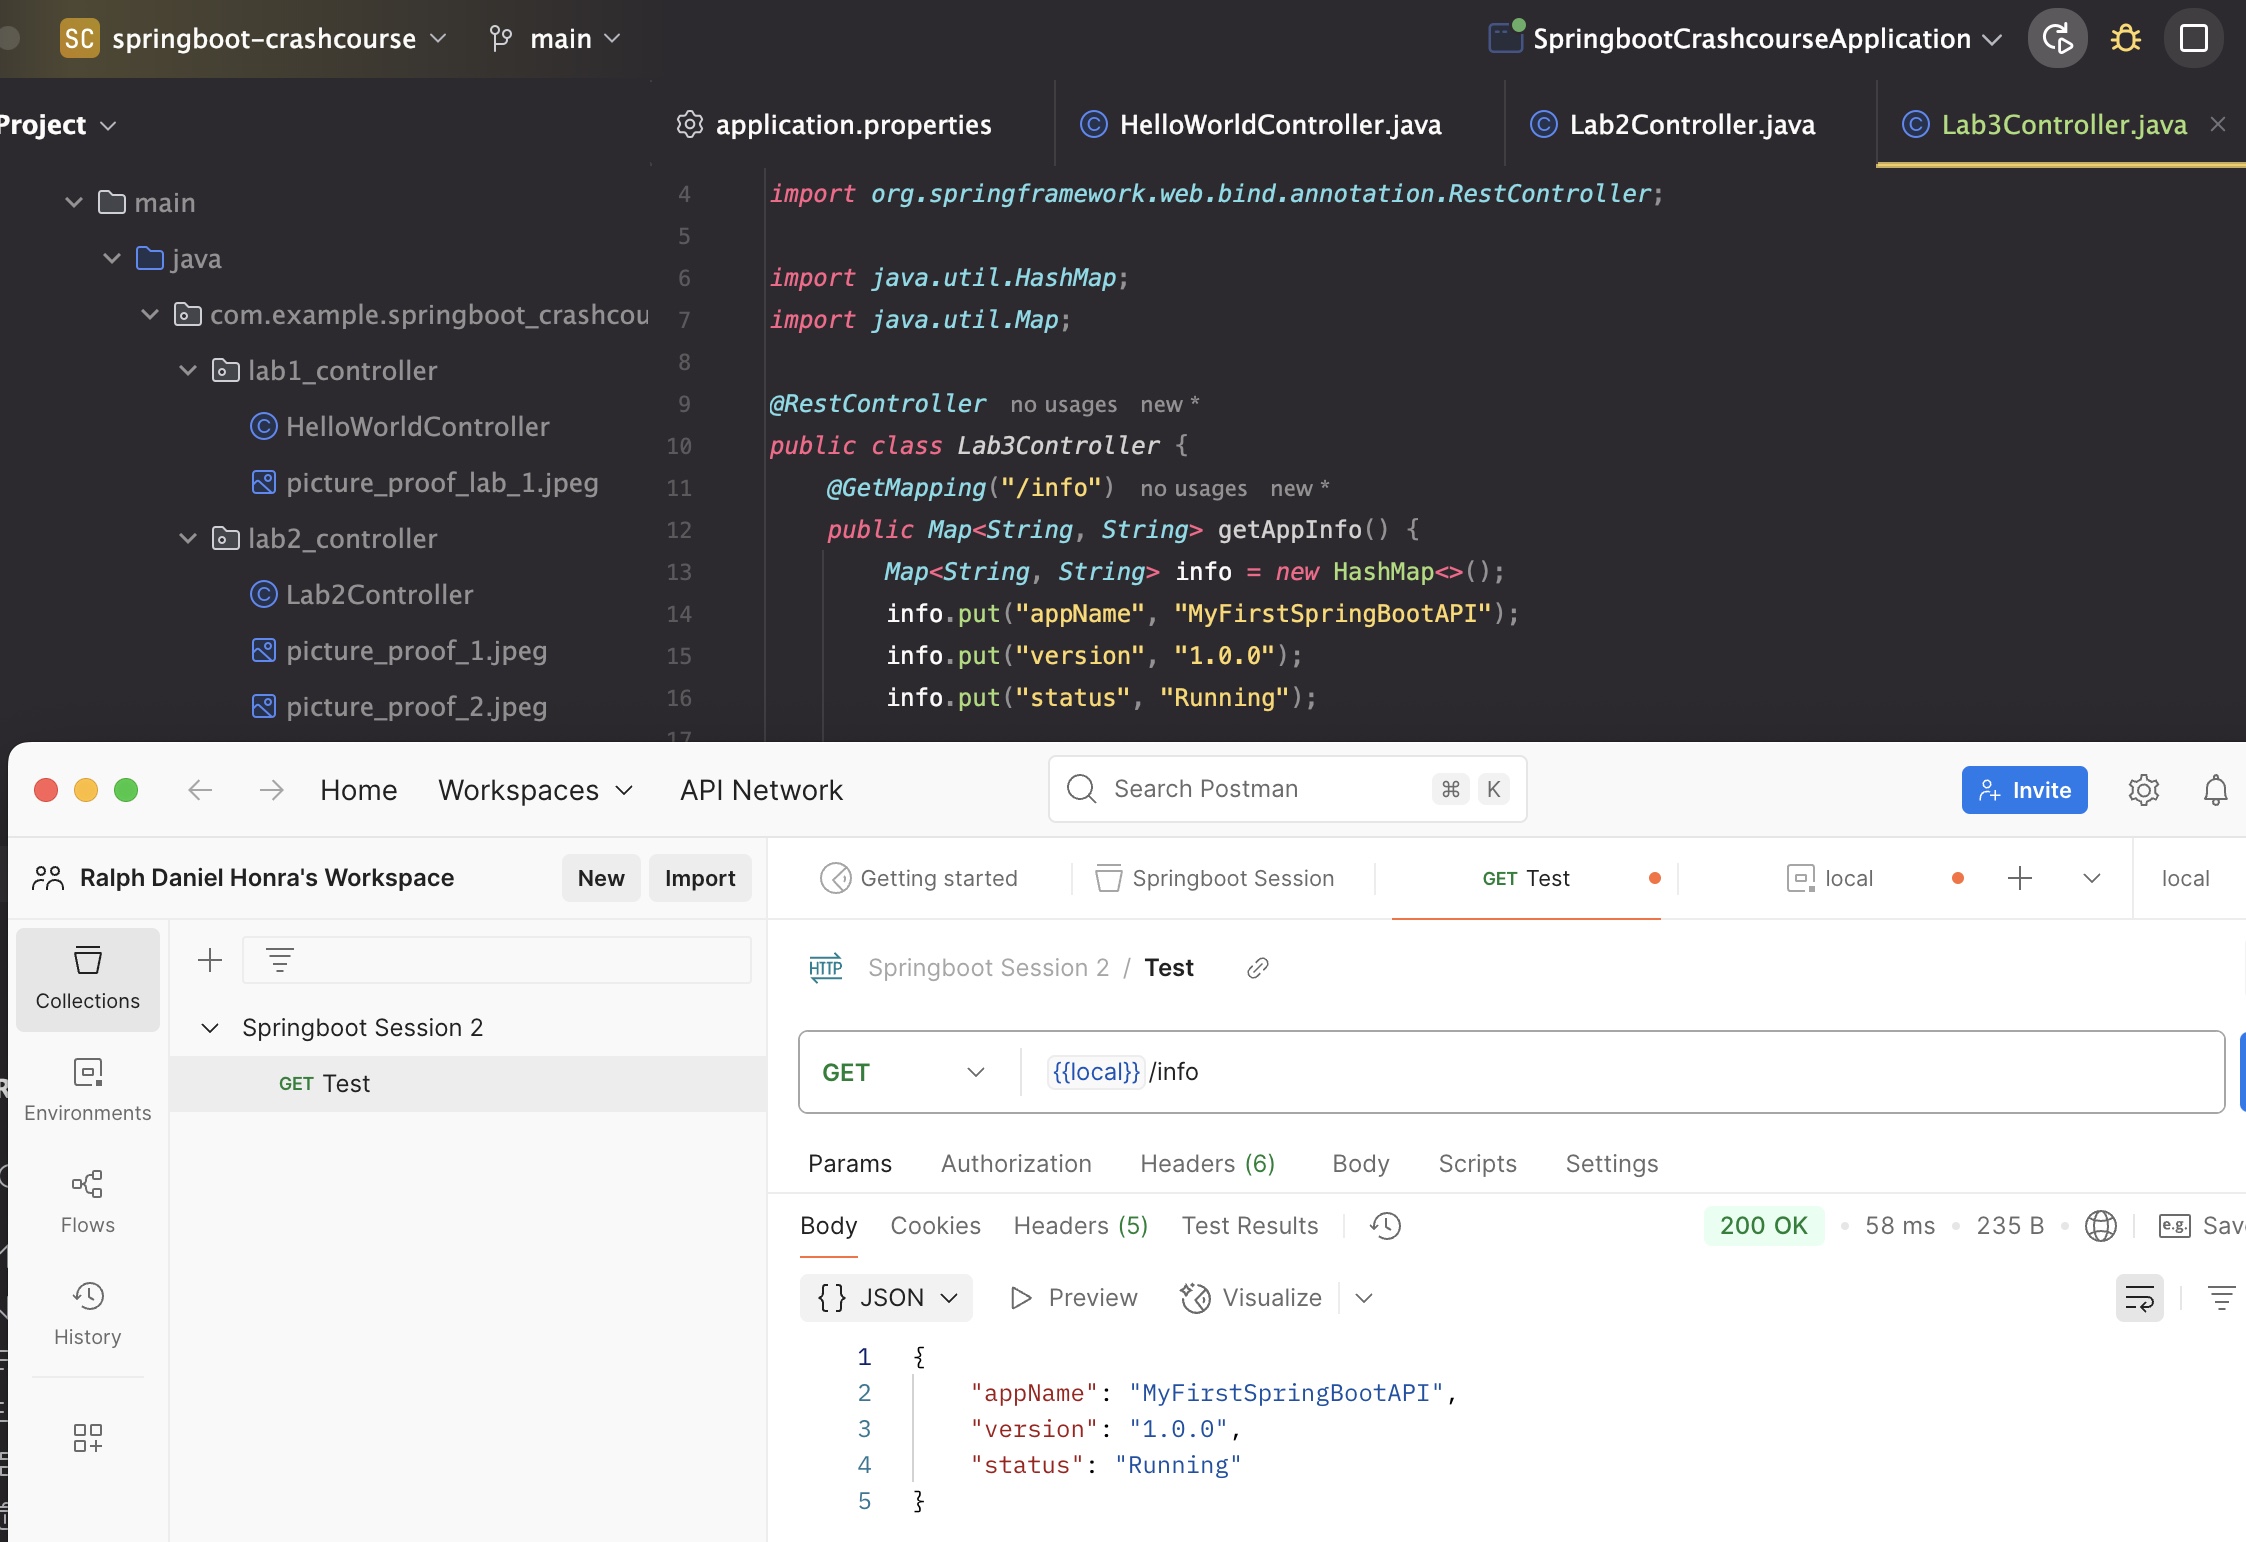 SC springboot-crashcourse main SpringbootCrashcourseApplication
Project
application.properties HelloWorldController.java Lab2Controller.java Lab3Controller.java
main
java
com.example.springboot_crashcou
lab1_controller
HelloWorldController
picture_proof_lab_1.jpeg
lab2_controller
Lab2Controller
picture_proof_1.jpeg
picture_proof_2.jpeg
4 import org.springframework.web.bind.annotation.RestController;
5
6 import java.util.HashMap;
7 import java.util.Map;
8
9 @RestController no usages new *
10 public class Lab3Controller {
11 @GetMapping("/info") no usages new *
12 public Map<String, String> getAppInfo() {
13 Map<String, String> info = new HashMap<>();
14 info.put("appName", "MyFirstSpringBootAPI");
15 info.put("version", "1.0.0");
16 info.put("status", "Running");
17
Home Workspaces API Network Search Postman ⌘ K Invite
Ralph Daniel Honra's Workspace New Import
Getting started Springboot Session GET Test local local
Collections
Environments
Flows
History
Springboot Session 2
GET Test
HTTP Springboot Session 2 / Test
GET {{local}} /info
Params Authorization Headers (6) Body Scripts Settings
Body Cookies Headers (5) Test Results 200 OK • 58 ms • 235 B • e.g. Sav
{} JSON Preview Visualize
1 {
2 "appName": "MyFirstSpringBootAPI",
3 "version": "1.0.0",
4 "status": "Running"
5 }